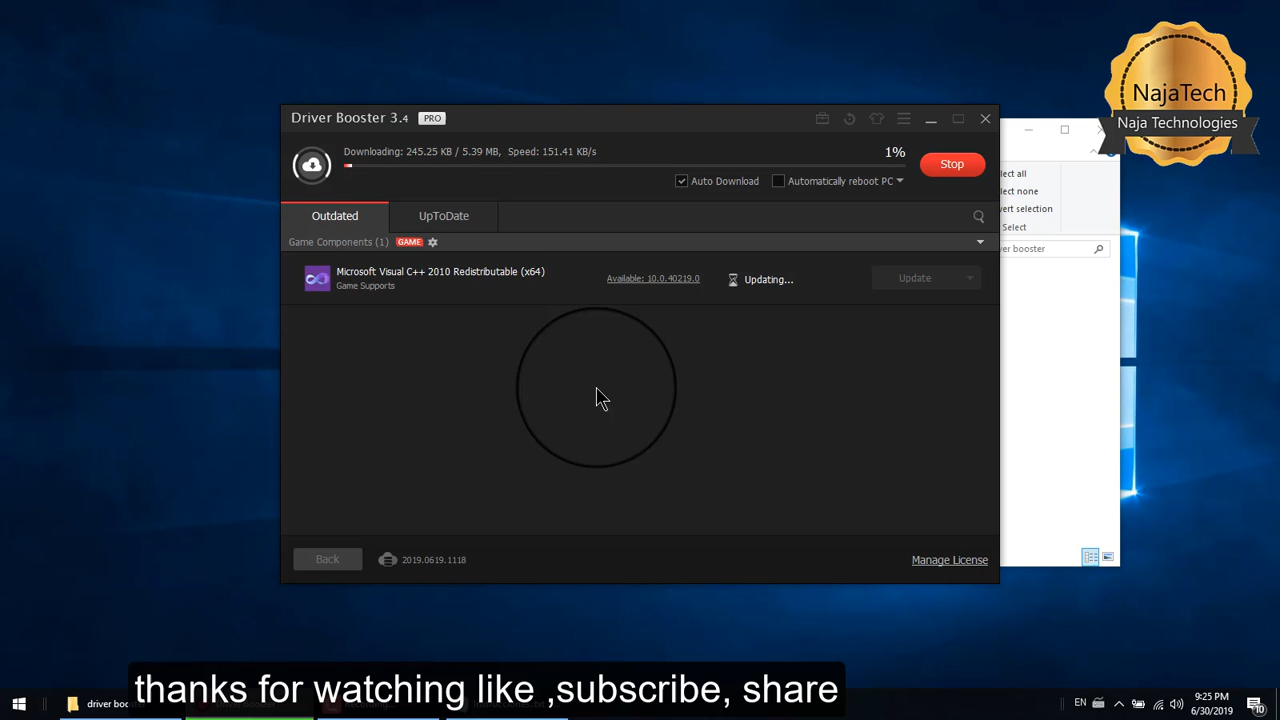 NajaTech
Naja Technologies
Driver Booster 3.4 PRO
Downloading: 245.25 KB / 5.39 MB, Speed: 151.41 KB/s
1%
Stop
Auto Download
Automatically reboot PC
Outdated
UpToDate
Game Components (1) GAME
Microsoft Visual C++ 2010 Redistributable (x64)
Game Supports
Available: 10.0.40219.0
Updating...
Update
Back
2019.0619.1118
Manage License
lect all
lect none
vert selection
Select
ver booster
thanks for watching like ,subscribe, share
driver boo
EN
9:25 PM
6/30/2019
10